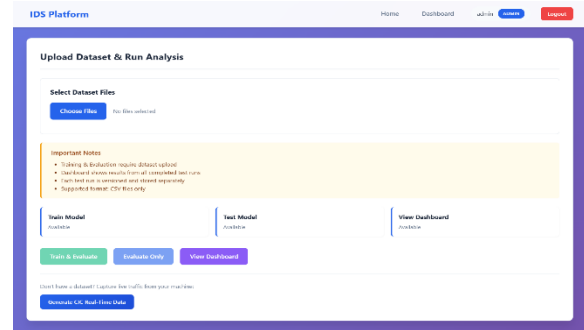 IDS Platform
Home Dashboard admin ADMIN Logout
Upload Dataset & Run Analysis
Select Dataset Files
Choose Files No files selected
Important Notes
• Training & Evaluation require dataset upload
• Dashboard shows results from all completed test runs
• Each test run is versioned and stored separately
• Supported format: CSV files only
Train Model
Available
Test Model
Available
View Dashboard
Available
Train & Evaluate Evaluate Only View Dashboard
Don't have a dataset? Capture live traffic from your machine.
Generate CIC Real-Time Data